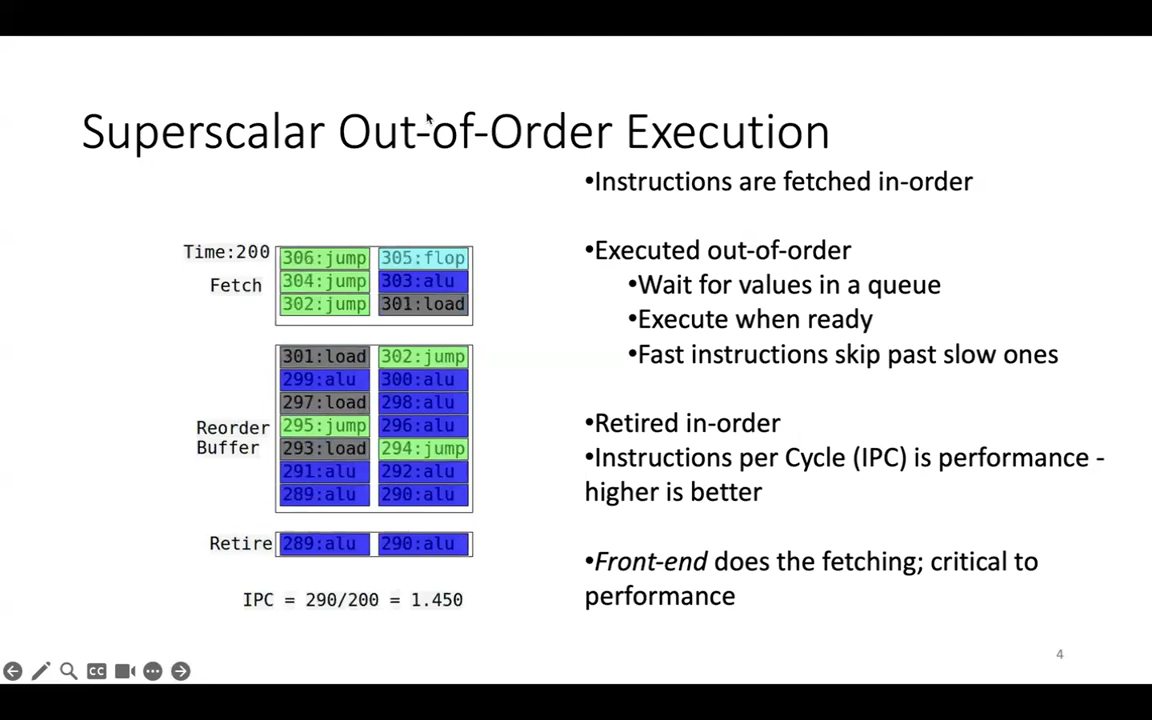 Superscalar Out-of-Order Execution
Time:200
Fetch
306:jump 305:flop
304:jump 303:alu
302:jump 301:load
Reorder
Buffer
301:load 302:jump
299:alu 300:alu
297:load 298:alu
295:jump 296:alu
293:load 294:jump
291:alu 292:alu
289:alu 290:alu
Retire 289:alu 290:alu
IPC = 290/200 = 1.450
•Instructions are fetched in-order
•Executed out-of-order
•Wait for values in a queue
•Execute when ready
•Fast instructions skip past slow ones
•Retired in-order
•Instructions per Cycle (IPC) is performance -
higher is better
•Front-end does the fetching; critical to
performance
4
CC